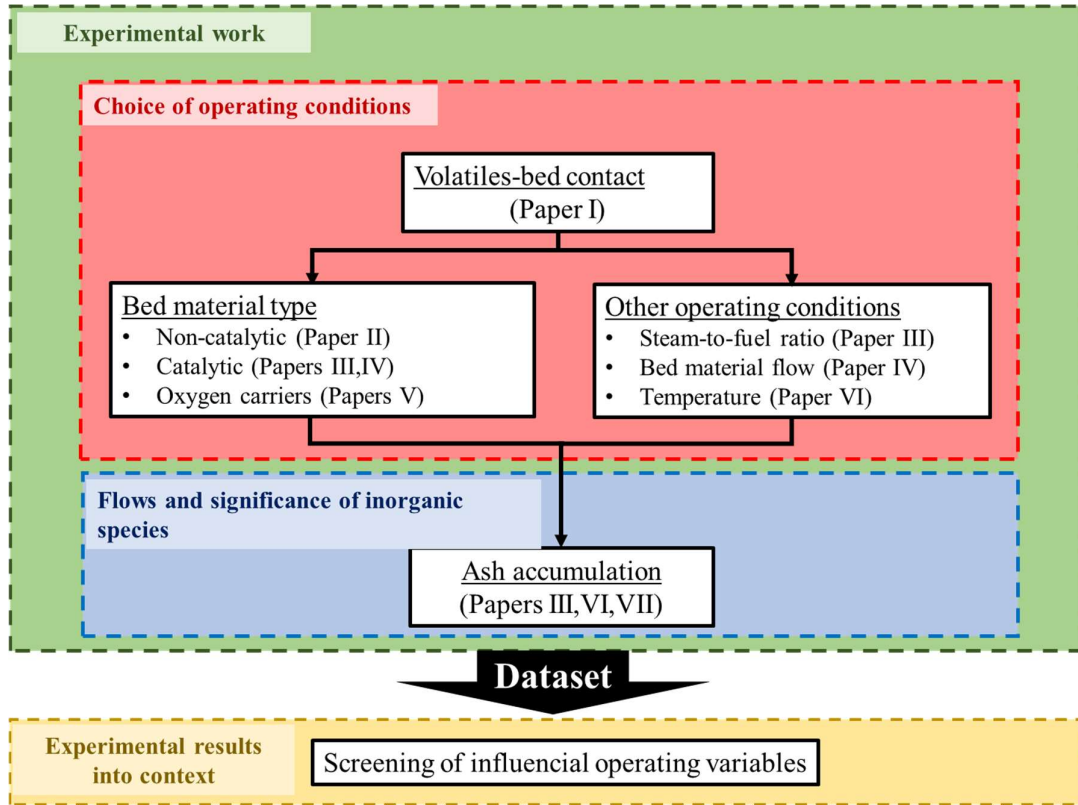 Experimental work
Choice of operating conditions
Volatiles-bed contact
(Paper I)
Bed material type
• Non-catalytic (Paper II)
• Catalytic (Papers III,IV)
• Oxygen carriers (Papers V)
Other operating conditions
• Steam-to-fuel ratio (Paper III)
• Bed material flow (Paper IV)
• Temperature (Paper VI)
Flows and significance of inorganic
species
Ash accumulation
(Papers III,VI,VII)
Dataset
Experimental results
into context
Screening of influencial operating variables